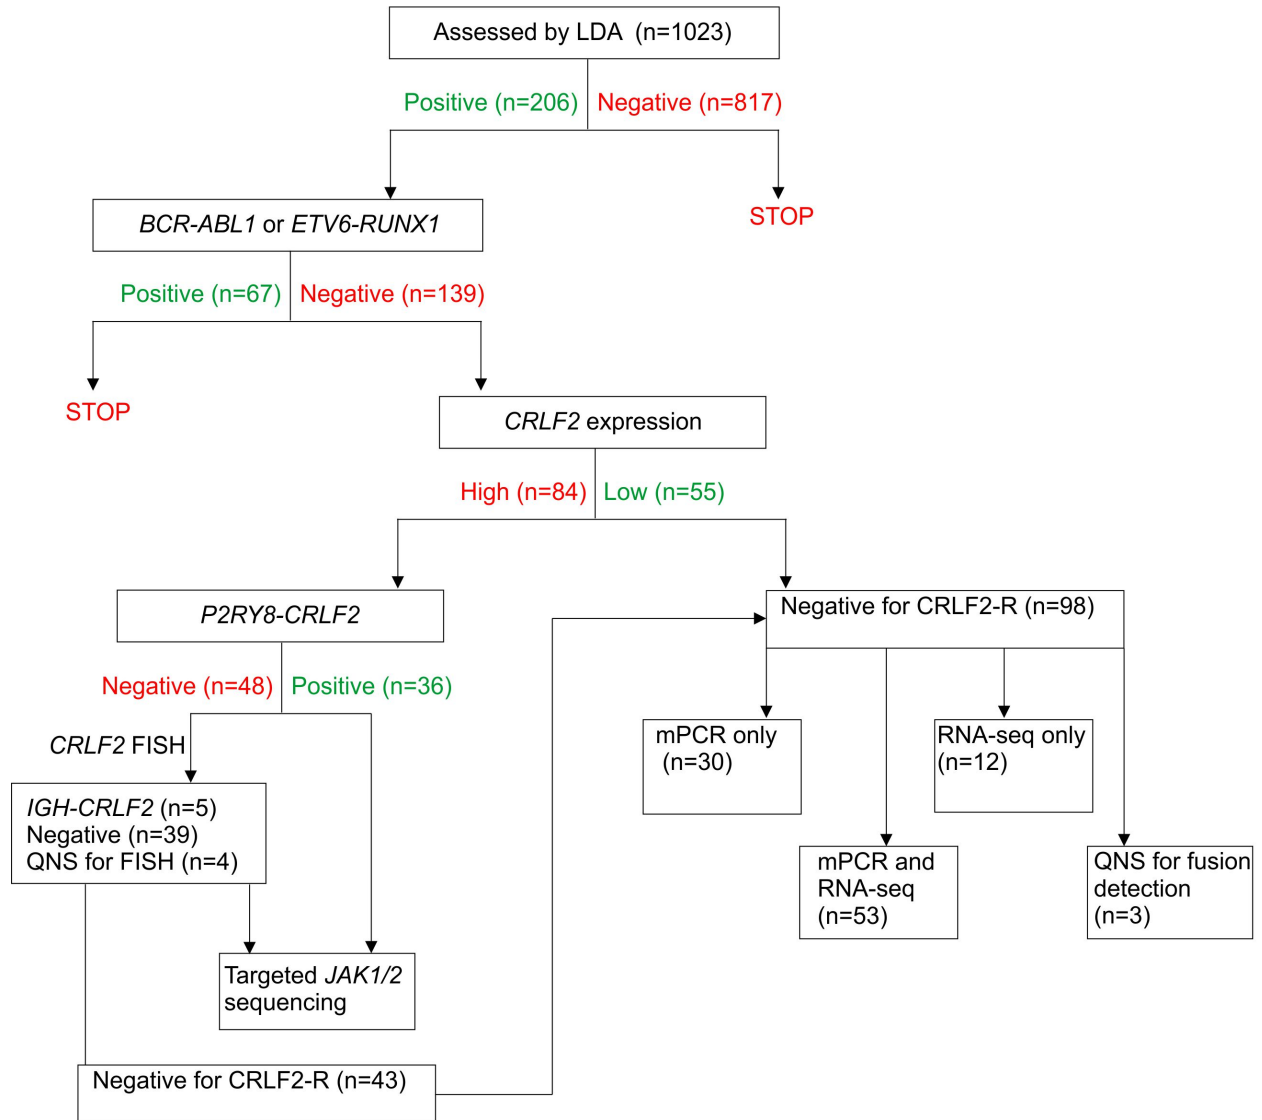 Assessed by LDA  (n=1023)
Positive (n=206) Negative (n=817)
STOP
BCR-ABL1 or ETV6-RUNX1
Positive (n=67) Negative (n=139)
STOP
CRLF2 expression
High (n=84) Low (n=55)
P2RY8-CRLF2
Negative for CRLF2-R (n=98)
Negative (n=48) Positive (n=36)
CRLF2 FISH
IGH-CRLF2 (n=5)
Negative (n=39)
QNS for FISH (n=4)
mPCR only
(n=30)
RNA-seq only
(n=12)
mPCR and
RNA-seq
(n=53)
QNS for fusion
detection
(n=3)
Targeted JAK1/2
sequencing
Negative for CRLF2-R (n=43)